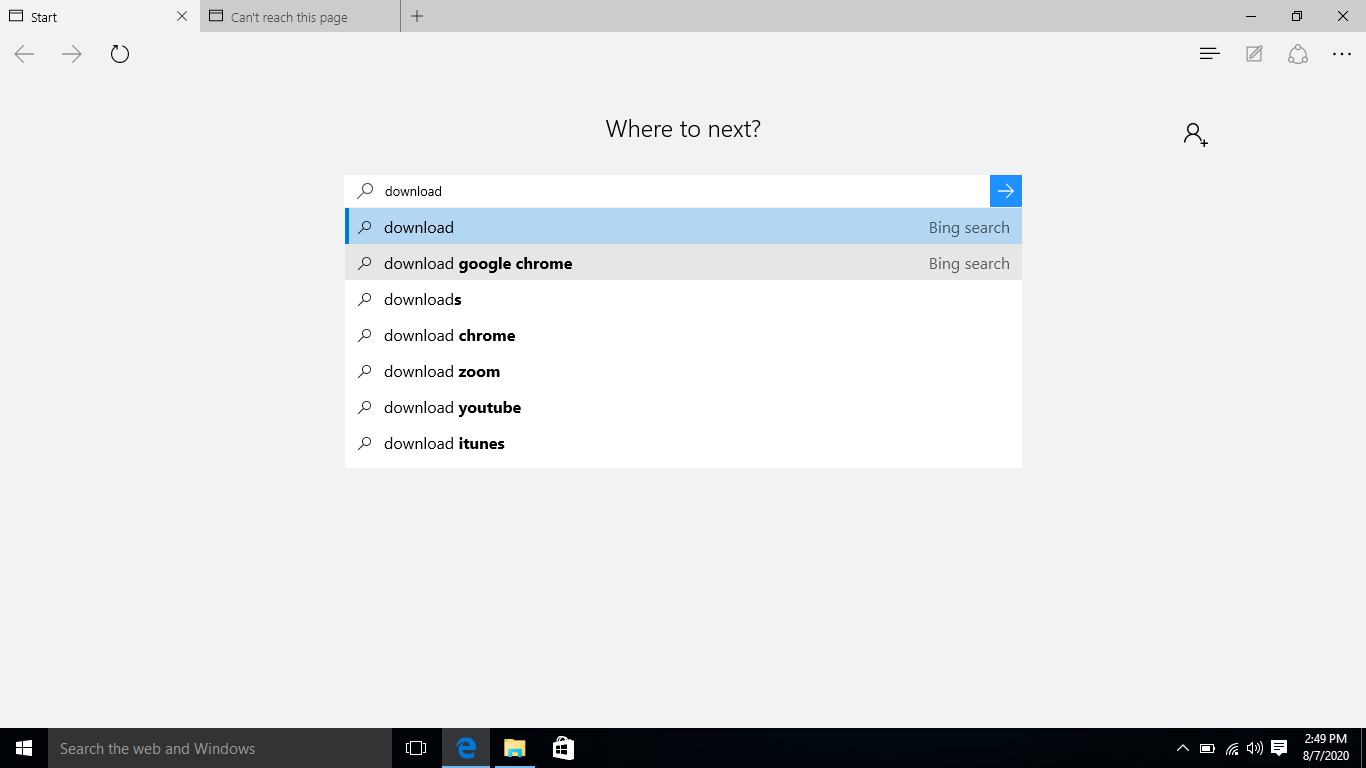 Start
Can't reach this page
Where to next?
download
download Bing search
download google chrome Bing search
downloads
download chrome
download zoom
download youtube
download itunes
Search the web and Windows
2:49 PM
8/7/2020